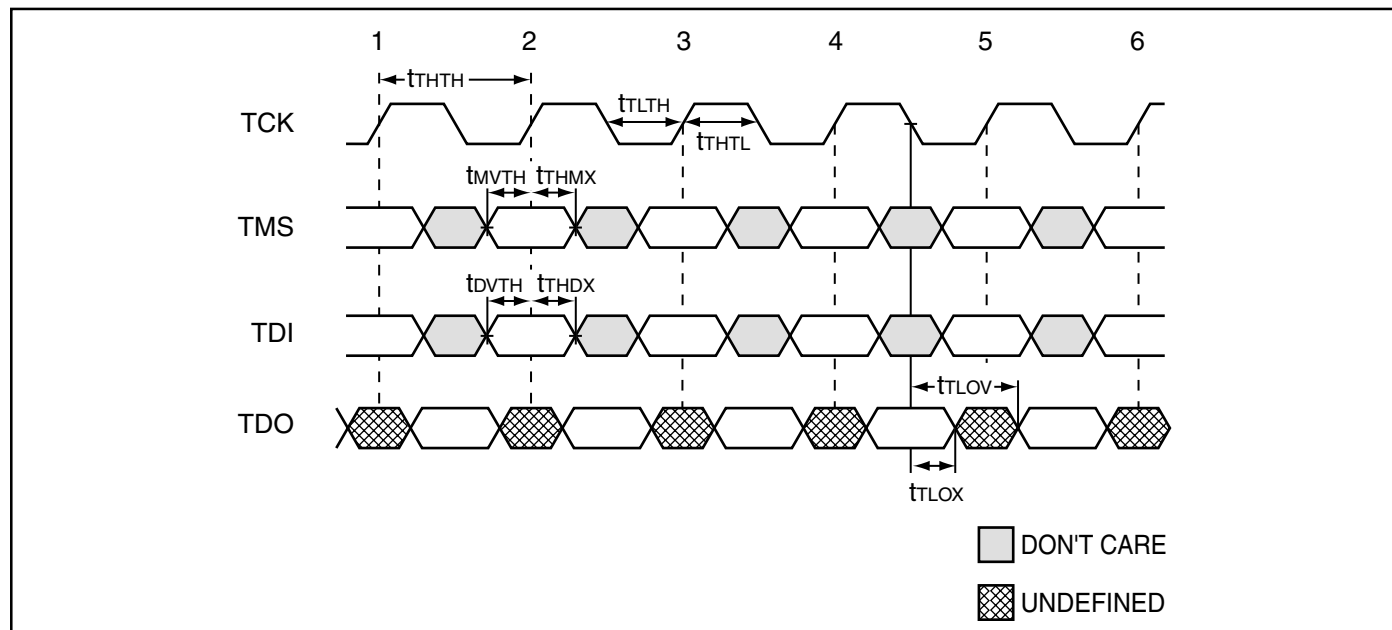 1 2 3 4 5 6
tTHTH
TCK
tTLTH
tTHTL
tMVTH tTHMX
TMS
tDVTH tTHDX
TDI
tTLOV
TDO
tTLOX
DON'T CARE
UNDEFINED